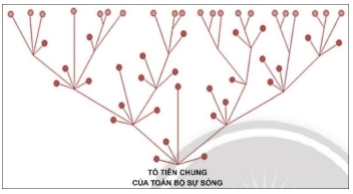 TỔ TIÊN CHUNG
CỦA TOÀN BỘ SỰ SỐNG